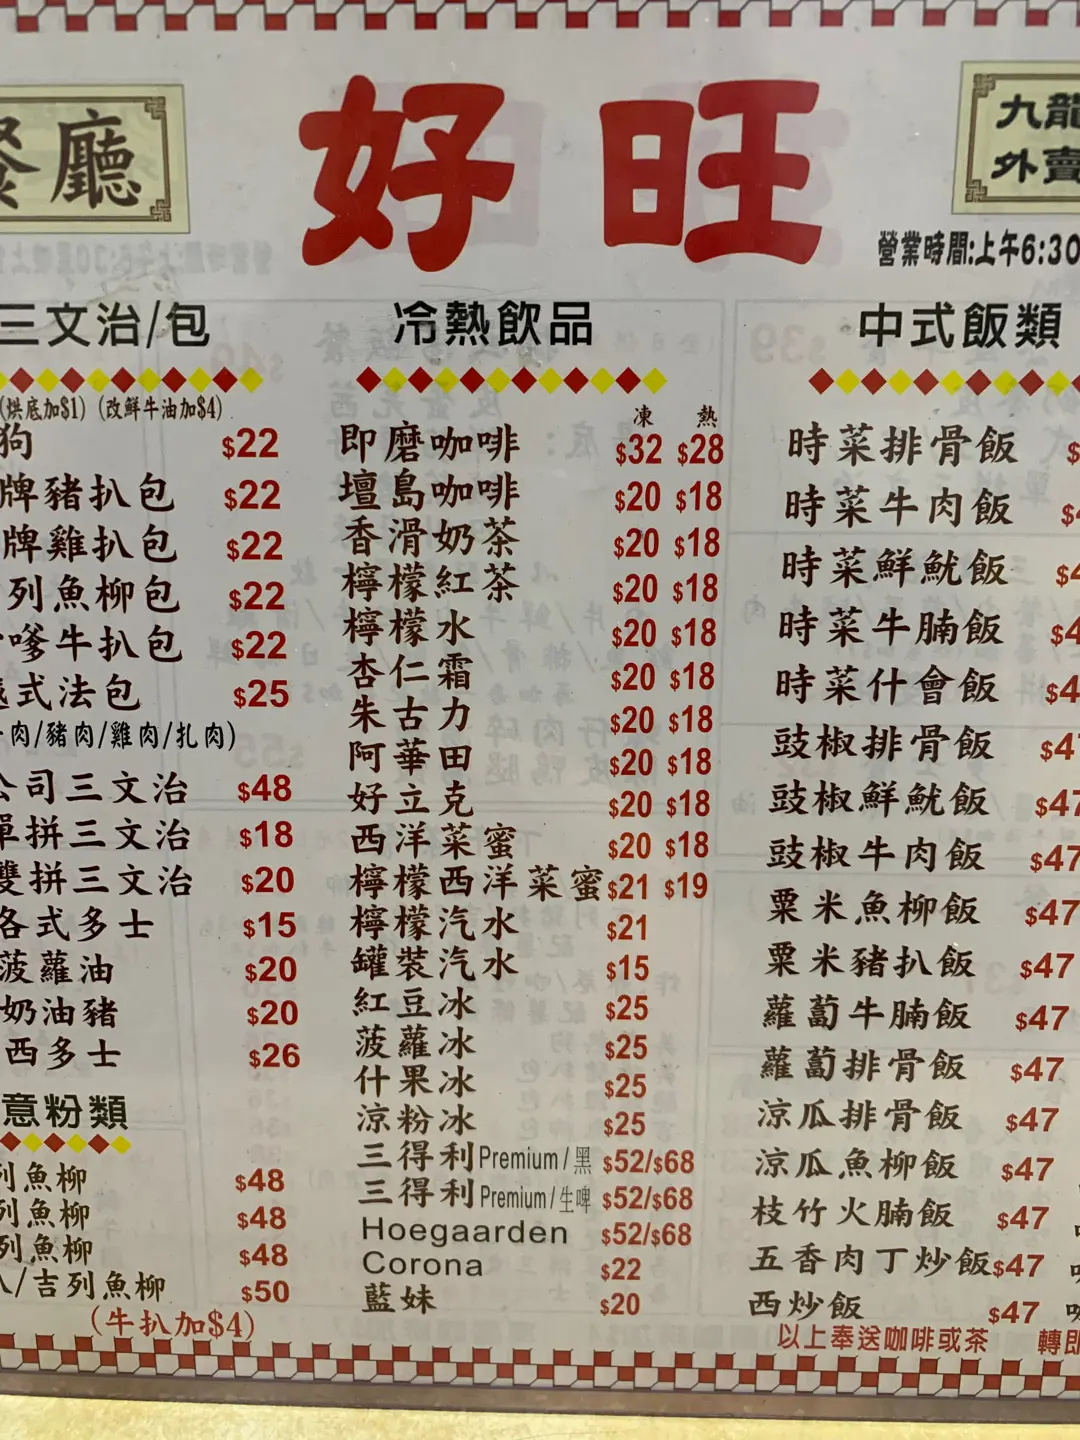 餐廳
好旺
九龍
外賣
營業時間:上午6:30
三文治/包
(烘底加$1) (改鮮牛油加$4)
狗 $22
牌豬扒包 $22
牌雞扒包 $22
列魚柳包 $22
嗲牛扒包 $22
式法包 $25
肉/豬肉/雞肉/扎肉)
公司三文治 $48
單拼三文治 $18
雙拼三文治 $20
各式多士 $15
菠蘿油 $20
奶油豬 $20
西多士 $26
意粉類
列魚柳 $48
列魚柳 $48
列魚柳 $48
/吉列魚柳 $50
(牛扒加$4)
冷熱飲品
凍 熱
即磨咖啡 $32 $28
壇島咖啡 $20 $18
香滑奶茶 $20 $18
檸檬紅茶 $20 $18
檸檬水 $20 $18
杏仁霜 $20 $18
朱古力 $20 $18
阿華田 $20 $18
好立克 $20 $18
西洋菜蜜 $20 $18
檸檬西洋菜蜜 $21 $19
檸檬汽水 $21
罐裝汽水 $15
紅豆冰 $25
菠蘿冰 $25
什果冰 $25
涼粉冰 $25
三得利Premium/黑 $52/$68
三得利Premium/生啤 $52/$68
Hoegaarden $52/$68
Corona $22
藍妹 $20
中式飯類
時菜排骨飯 $
時菜牛肉飯 $4
時菜鮮魷飯 $4
時菜牛腩飯 $4
時菜什會飯 $4
豉椒排骨飯 $47
豉椒鮮魷飯 $47
豉椒牛肉飯 $47
粟米魚柳飯 $47
粟米豬扒飯 $47
蘿蔔牛腩飯 $47
蘿蔔排骨飯 $47
涼瓜排骨飯 $47
涼瓜魚柳飯 $47
枝竹火腩飯 $47
五香肉丁炒飯 $47
西炒飯 $47
以上奉送咖啡或茶 轉即